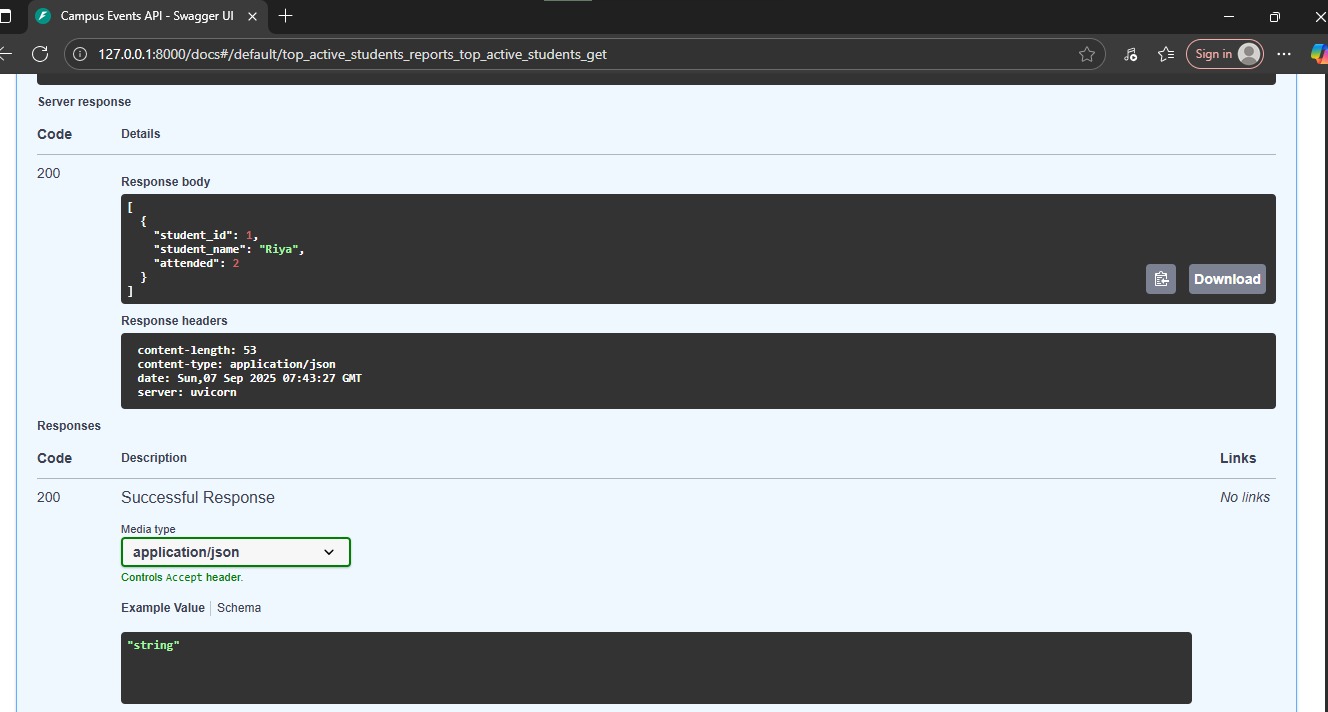 Campus Events API - Swagger UI
127.0.0.1:8000/docs#/default/top_active_students_reports_top_active_students_get
Sign in
Server response
Code Details
200
Response body
[
{
"student_id": 1,
"student_name": "Riya",
"attended": 2
}
]
Download
Response headers
content-length: 53
content-type: application/json
date: Sun,07 Sep 2025 07:43:27 GMT
server: uvicorn
Responses
Code Description Links
200 Successful Response No links
Media type
application/json
Controls Accept header.
Example Value Schema
"string"